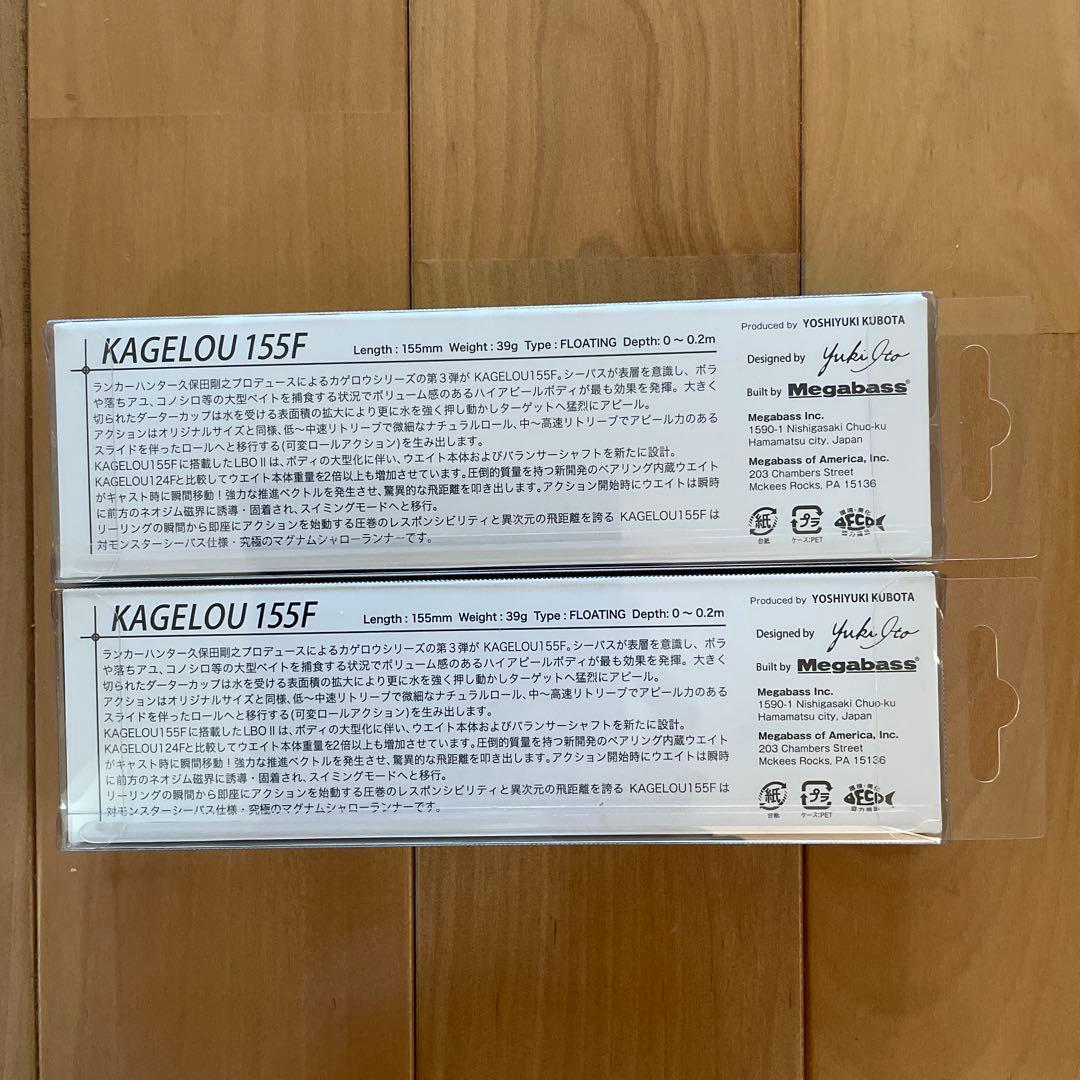 KAGELOU 155F
Length : 155mm Weight : 39g Type : FLOATING Depth: 0 〜 0.2m
ランカーハンター久保田剛之プロデュースによるカゲロウシリーズの第３弾が KAGELOU155F。シーバスが表層を意識し、ボラ
や落ちアユ、コノシロ等の大型ベイトを捕食する状況でボリューム感のあるハイアピールボディが最も効果を発揮。大きく
切られたダーターカップは水を受ける表面積の拡大により更に水を強く押し動かしターゲットへ猛烈にアピール。
アクションはオリジナルサイズと同様、低〜中速リトリーブで微細なナチュラルロール、中〜高速リトリーブでアピール力のある
スライドを伴ったロールへと移行する(可変ロールアクション)を生み出します。
KAGELOU155Fに搭載したLBOⅡは、ボディの大型化に伴い、ウエイト本体およびバランサーシャフトを新たに設計。
KAGELOU124Fと比較してウエイト本体重量を2倍以上も増加させています。圧倒的質量を持つ新開発のベアリング内蔵ウエイト
がキャスト時に瞬間移動！強力な推進ベクトルを発生させ、驚異的な飛距離を叩き出します。アクション開始時にウエイトは瞬時
に前方のネオジム磁界に誘導・固着され、スイミングモードへと移行。
リーリングの瞬間から即座にアクションを始動する圧巻のレスポンシビリティと異次元の飛距離を誇る KAGELOU155Fは
対モンスターシーバス仕様・究極のマグナムシャローランナーです。
Produced by YOSHIYUKI KUBOTA
Designed by Yuki Ito
Built by Megabass®
Megabass Inc.
1590-1 Nishigasaki Chuo-ku
Hamamatsu city, Japan
Megabass of America, Inc.
203 Chambers Street
Mckees Rocks, PA 15136
紙
台紙
プラ
ケース:PET
環境・美化
ECO
協力商品
KAGELOU 155F
Length : 155mm Weight : 39g Type : FLOATING Depth: 0 〜 0.2m
ランカーハンター久保田剛之プロデュースによるカゲロウシリーズの第３弾が KAGELOU155F。シーバスが表層を意識し、ボラ
や落ちアユ、コノシロ等の大型ベイトを捕食する状況でボリューム感のあるハイアピールボディが最も効果を発揮。大きく
切られたダーターカップは水を受ける表面積の拡大により更に水を強く押し動かしターゲットへ猛烈にアピール。
アクションはオリジナルサイズと同様、低〜中速リトリーブで微細なナチュラルロール、中〜高速リトリーブでアピール力のある
スライドを伴ったロールへと移行する(可変ロールアクション)を生み出します。
KAGELOU155Fに搭載したLBOⅡは、ボディの大型化に伴い、ウエイト本体およびバランサーシャフトを新たに設計。
KAGELOU124Fと比較してウエイト本体重量を2倍以上も増加させています。圧倒的質量を持つ新開発のベアリング内蔵ウエイト
がキャスト時に瞬間移動！強力な推進ベクトルを発生させ、驚異的な飛距離を叩き出します。アクション開始時にウエイトは瞬時
に前方のネオジム磁界に誘導・固着され、スイミングモードへと移行。
リーリングの瞬間から即座にアクションを始動する圧巻のレスポンシビリティと異次元の飛距離を誇る KAGELOU155Fは
対モンスターシーバス仕様・究極のマグナムシャローランナーです。
Produced by YOSHIYUKI KUBOTA
Designed by Yuki Ito
Built by Megabass®
Megabass Inc.
1590-1 Nishigasaki Chuo-ku
Hamamatsu city, Japan
Megabass of America, Inc.
203 Chambers Street
Mckees Rocks, PA 15136
紙
台紙
プラ
ケース:PET
環境・美化
ECO
協力商品